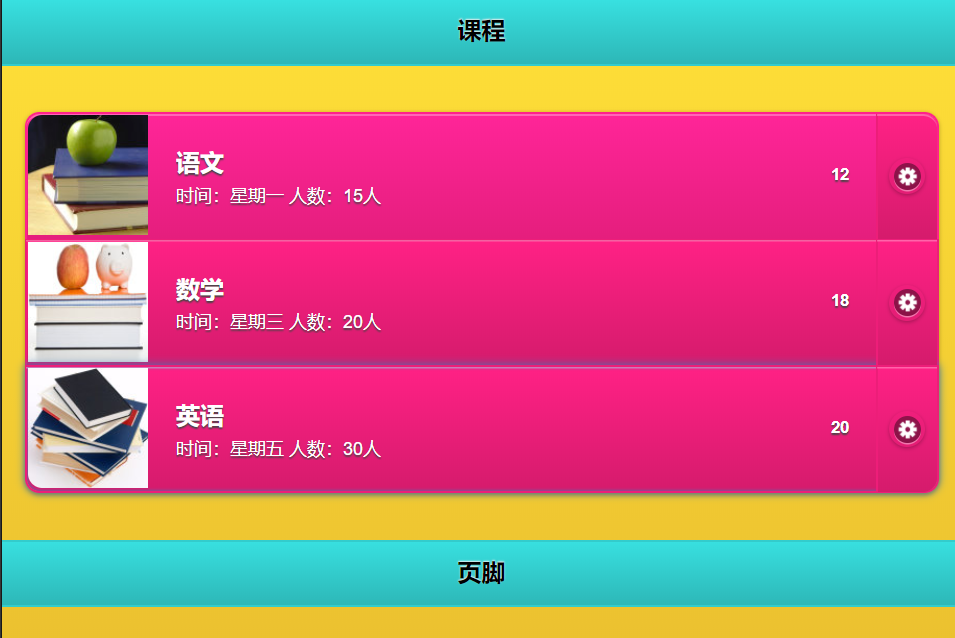 课程
语文
时间：星期一 人数：15人
12
数学
时间：星期三 人数：20人
18
英语
时间：星期五 人数：30人
20
页脚